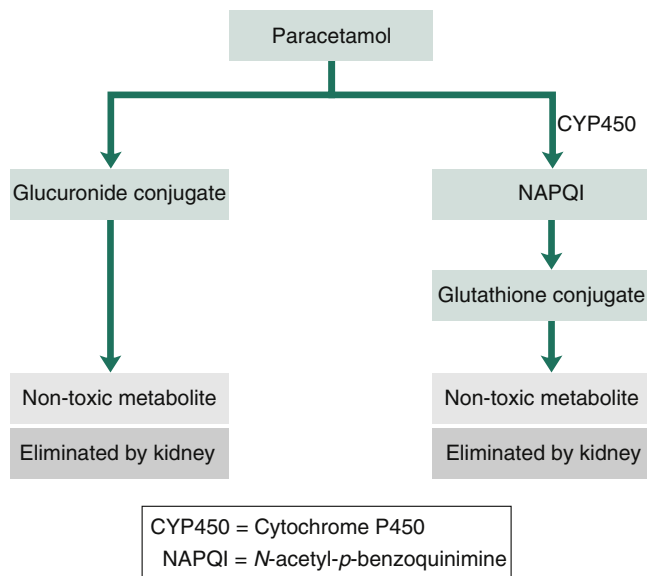 Paracetamol
CYP450
Glucuronide conjugate
NAPQI
Glutathione conjugate
Non-toxic metabolite
Eliminated by kidney
Non-toxic metabolite
Eliminated by kidney
CYP450 = Cytochrome P450
NAPQI = N-acetyl-p-benzoquinimine